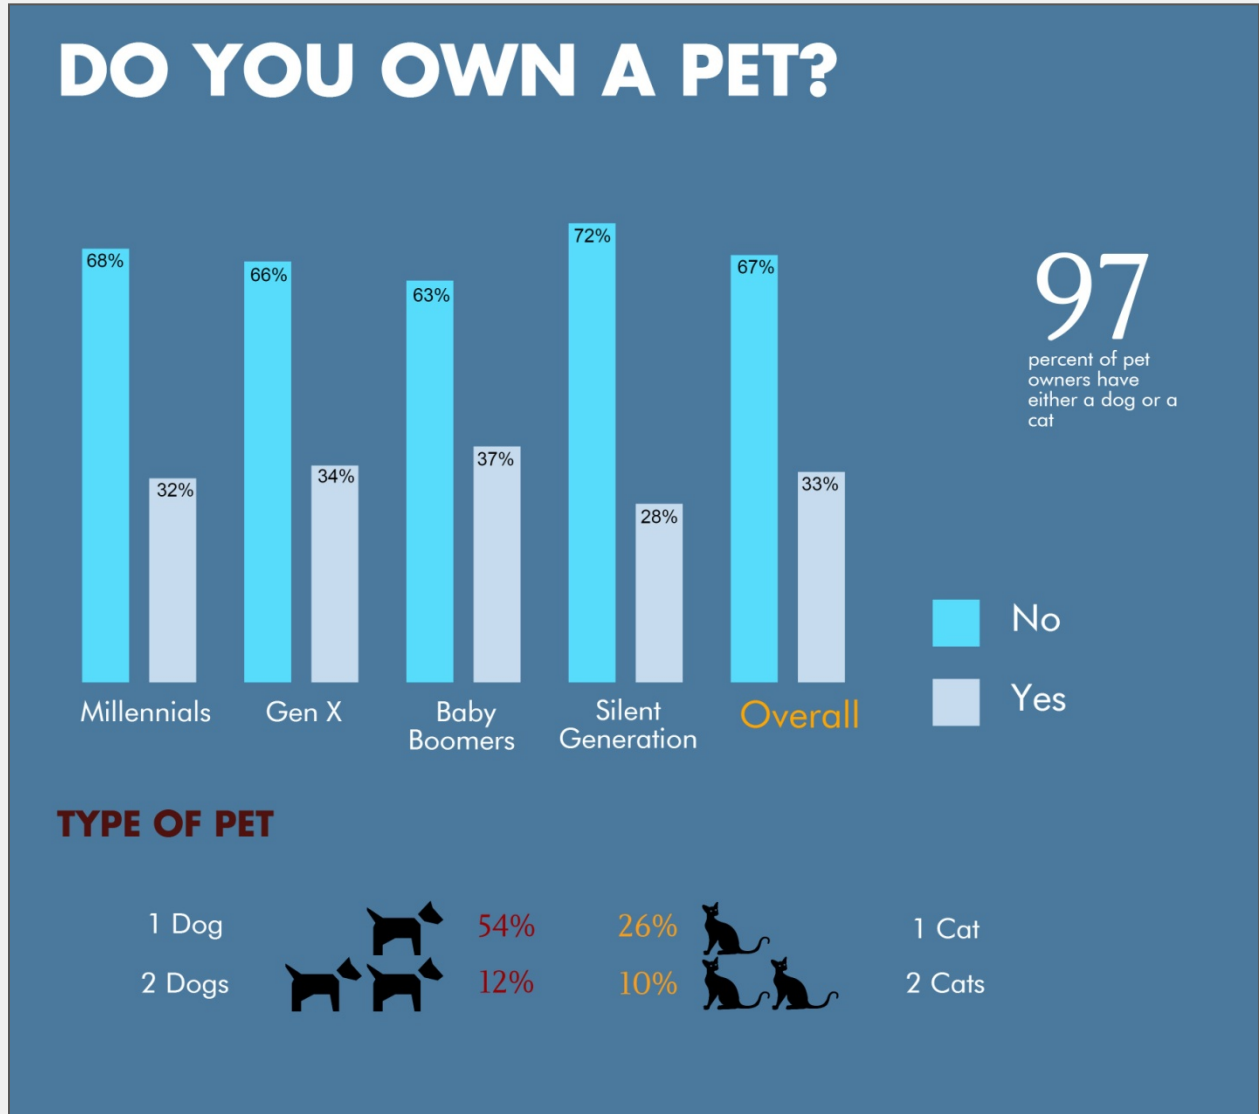 DO YOU OWN A PET?
68%
32%
66%
34%
63%
37%
72%
28%
67%
33%
Millennials
Gen X
Baby
Boomers
Silent
Generation
Overall
97
percent of pet
owners have
either a dog or a
cat
No
Yes
TYPE OF PET
1 Dog 54% 26% 1 Cat
2 Dogs 12% 10% 2 Cats